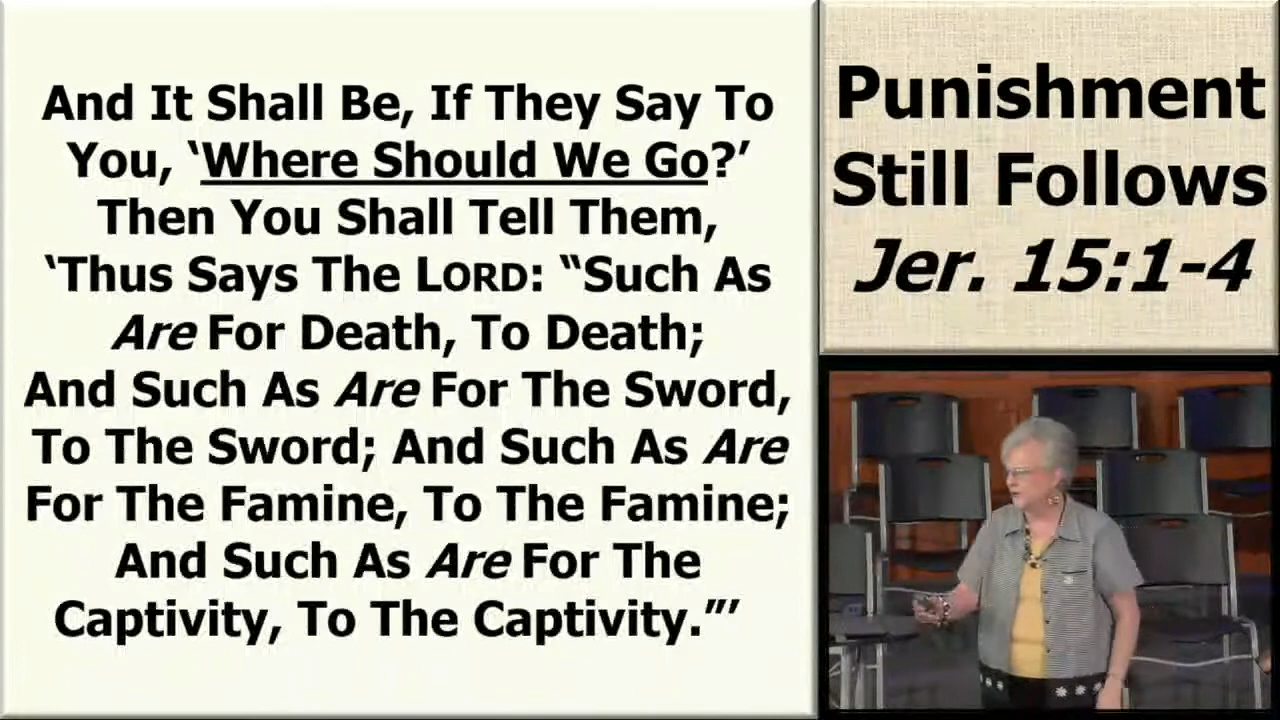 And It Shall Be, If They Say To
You, ‘Where Should We Go?’
Then You Shall Tell Them,
‘Thus Says The LORD: “Such As
Are For Death, To Death;
And Such As Are For The Sword,
To The Sword; And Such As Are
For The Famine, To The Famine;
And Such As Are For The
Captivity, To The Captivity.”’
Punishment
Still Follows
Jer. 15:1-4